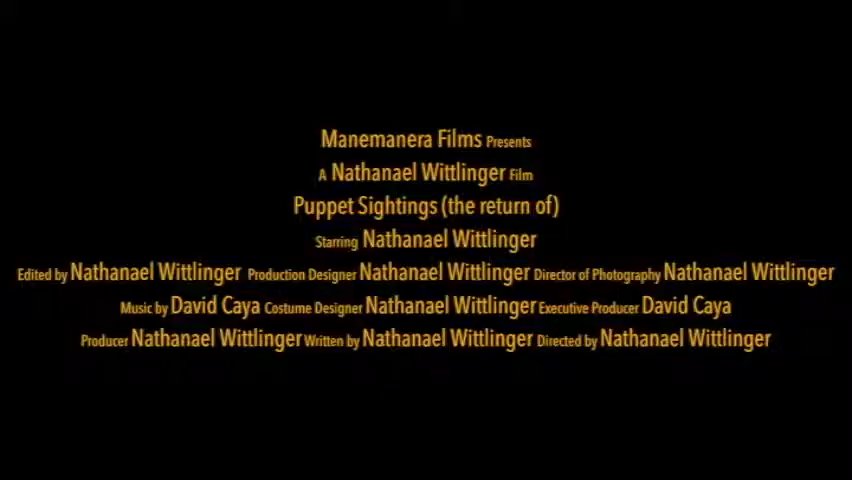 Manemanera Films Presents
A Nathanael Wittlinger Film
Puppet Sightings (the return of)
Starring Nathanael Wittlinger
Edited by Nathanael Wittlinger Production Designer Nathanael Wittlinger Director of Photography Nathanael Wittlinger
Music by David Caya Costume Designer Nathanael Wittlinger Executive Producer David Caya
Producer Nathanael Wittlinger Written by Nathanael Wittlinger Directed by Nathanael Wittlinger